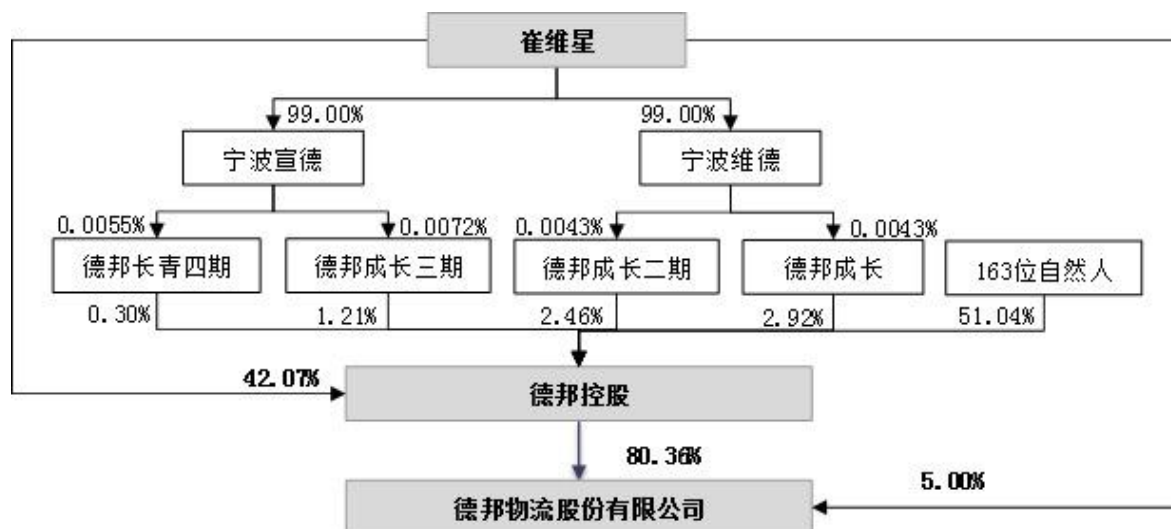 崔维星
99.00%
99.00%
宁波宣德
宁波维德
0.0055%
0.0072%
0.0043%
0.0043%
德邦长青四期
德邦成长三期
德邦成长二期
德邦成长
163位自然人
0.30%
1.21%
2.46%
2.92%
51.04%
42.07%
德邦控股
80.36%
5.00%
德邦物流股份有限公司